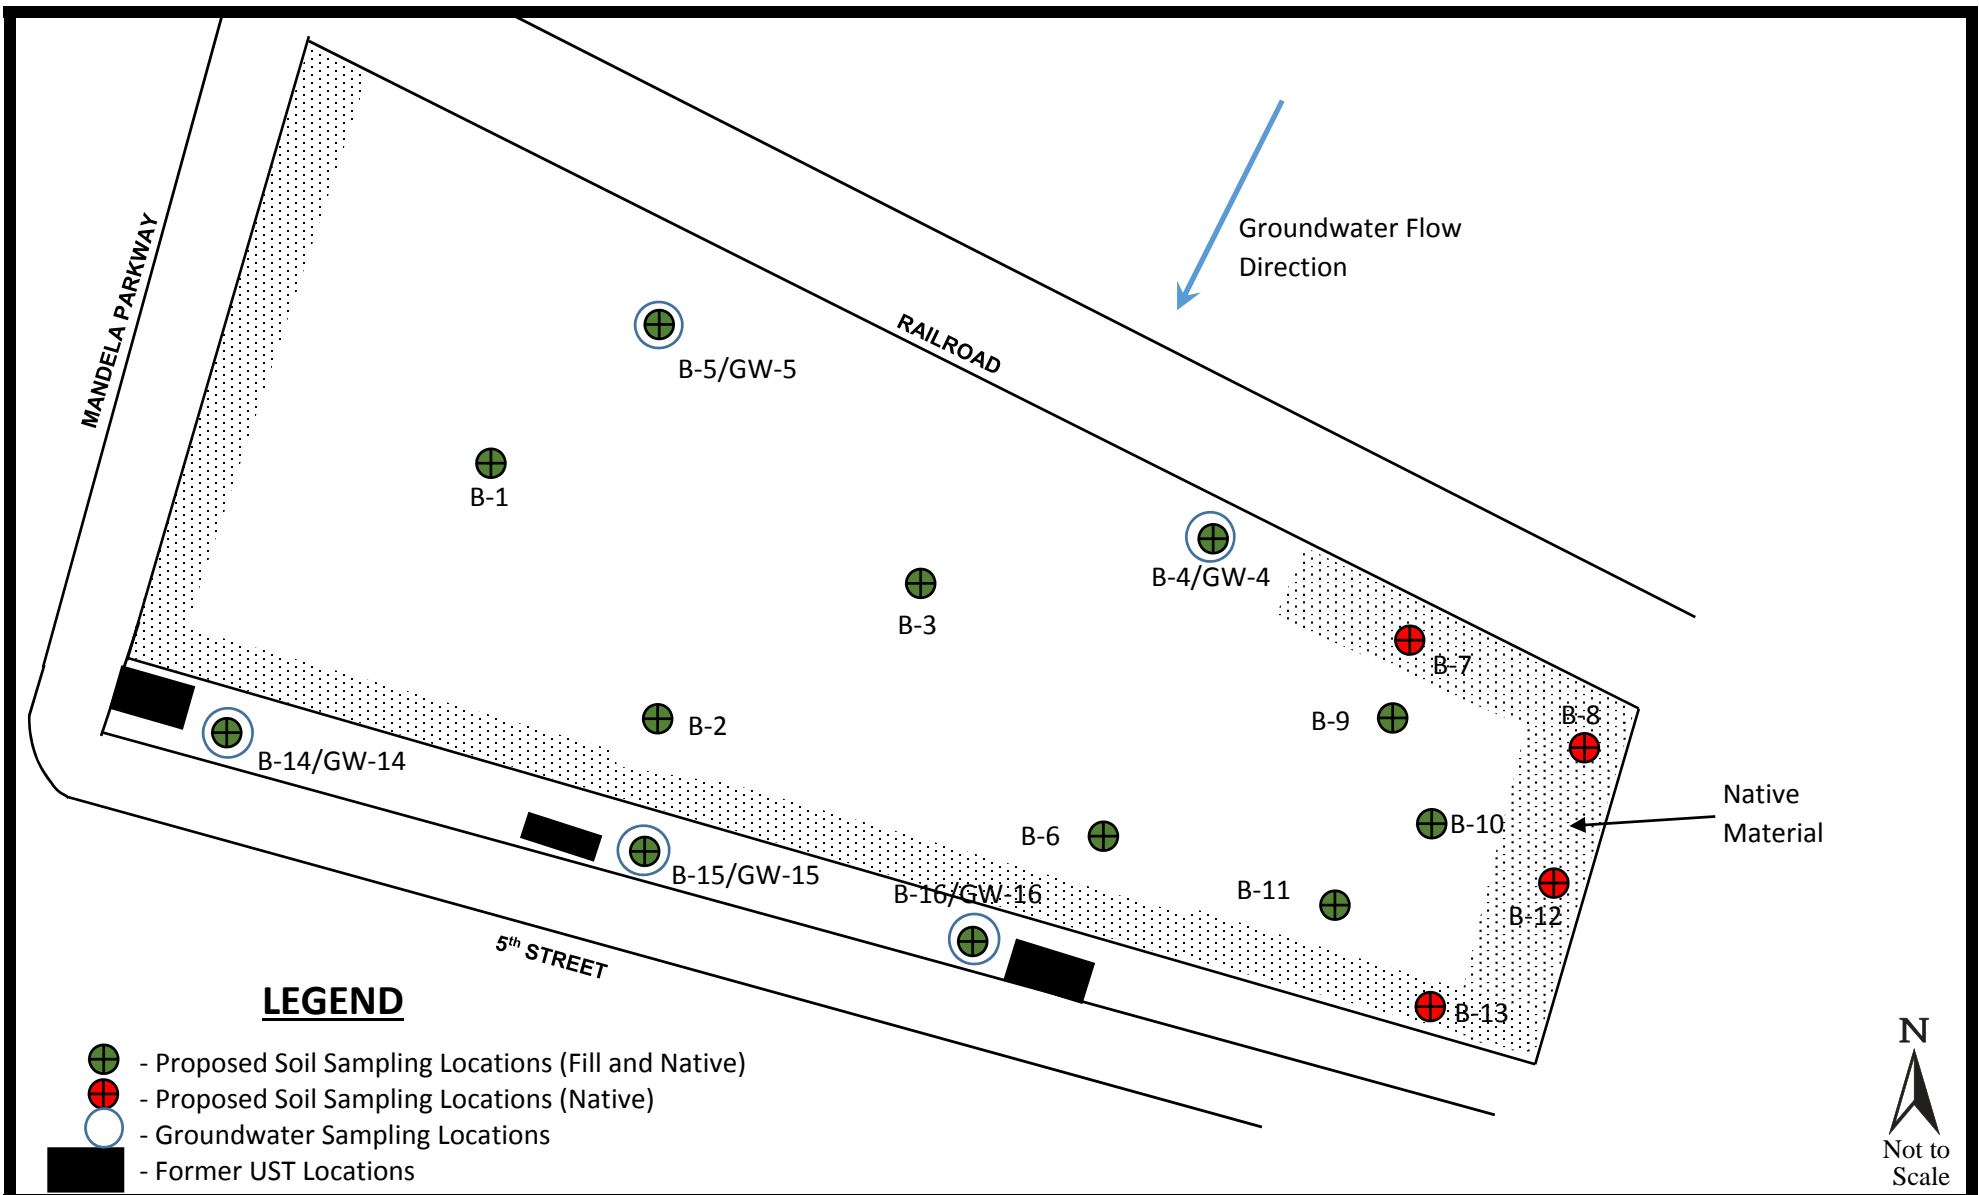 MANDELA PARKWAY
Groundwater Flow
Direction
RAILROAD
B-5/GW-5
B-1
B-4/GW-4
B-3
B-7
B-2
B-9
B-8
B-14/GW-14
Native
Material
B-6
B-10
B-15/GW-15
B-16/GW-16
B-11
B-12
5th STREET
B-13
LEGEND
- Proposed Soil Sampling Locations (Fill and Native)
- Proposed Soil Sampling Locations (Native)
- Groundwater Sampling Locations
- Former UST Locations
N
Not to
Scale